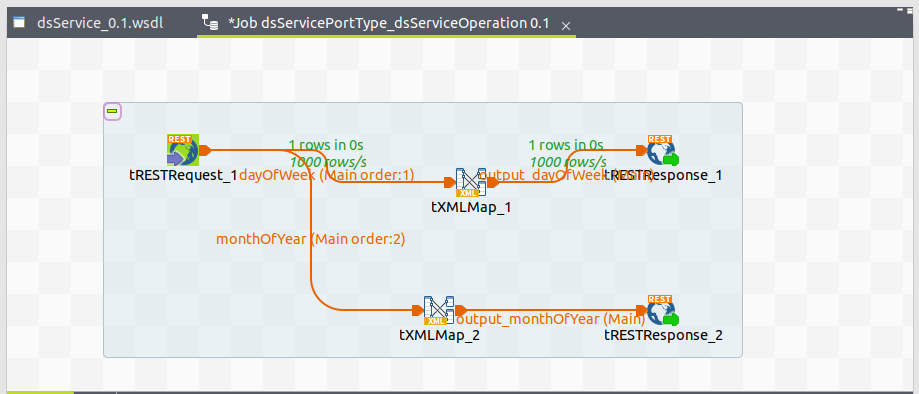 dsService_0.1.wsdl
*Job dsServicePortType_dsServiceOperation 0.1
REST
tRESTRequest_1
1 rows in 0s
1000 rows/s
dayOfWeek (Main order:1)
XML
tXMLMap_1
1 rows in 0s
1000 rows/s
output_dayOfWeek (Main)
REST
tRESTResponse_1
monthOfYear (Main order:2)
XML
tXMLMap_2
output_monthOfYear (Main)
REST
tRESTResponse_2